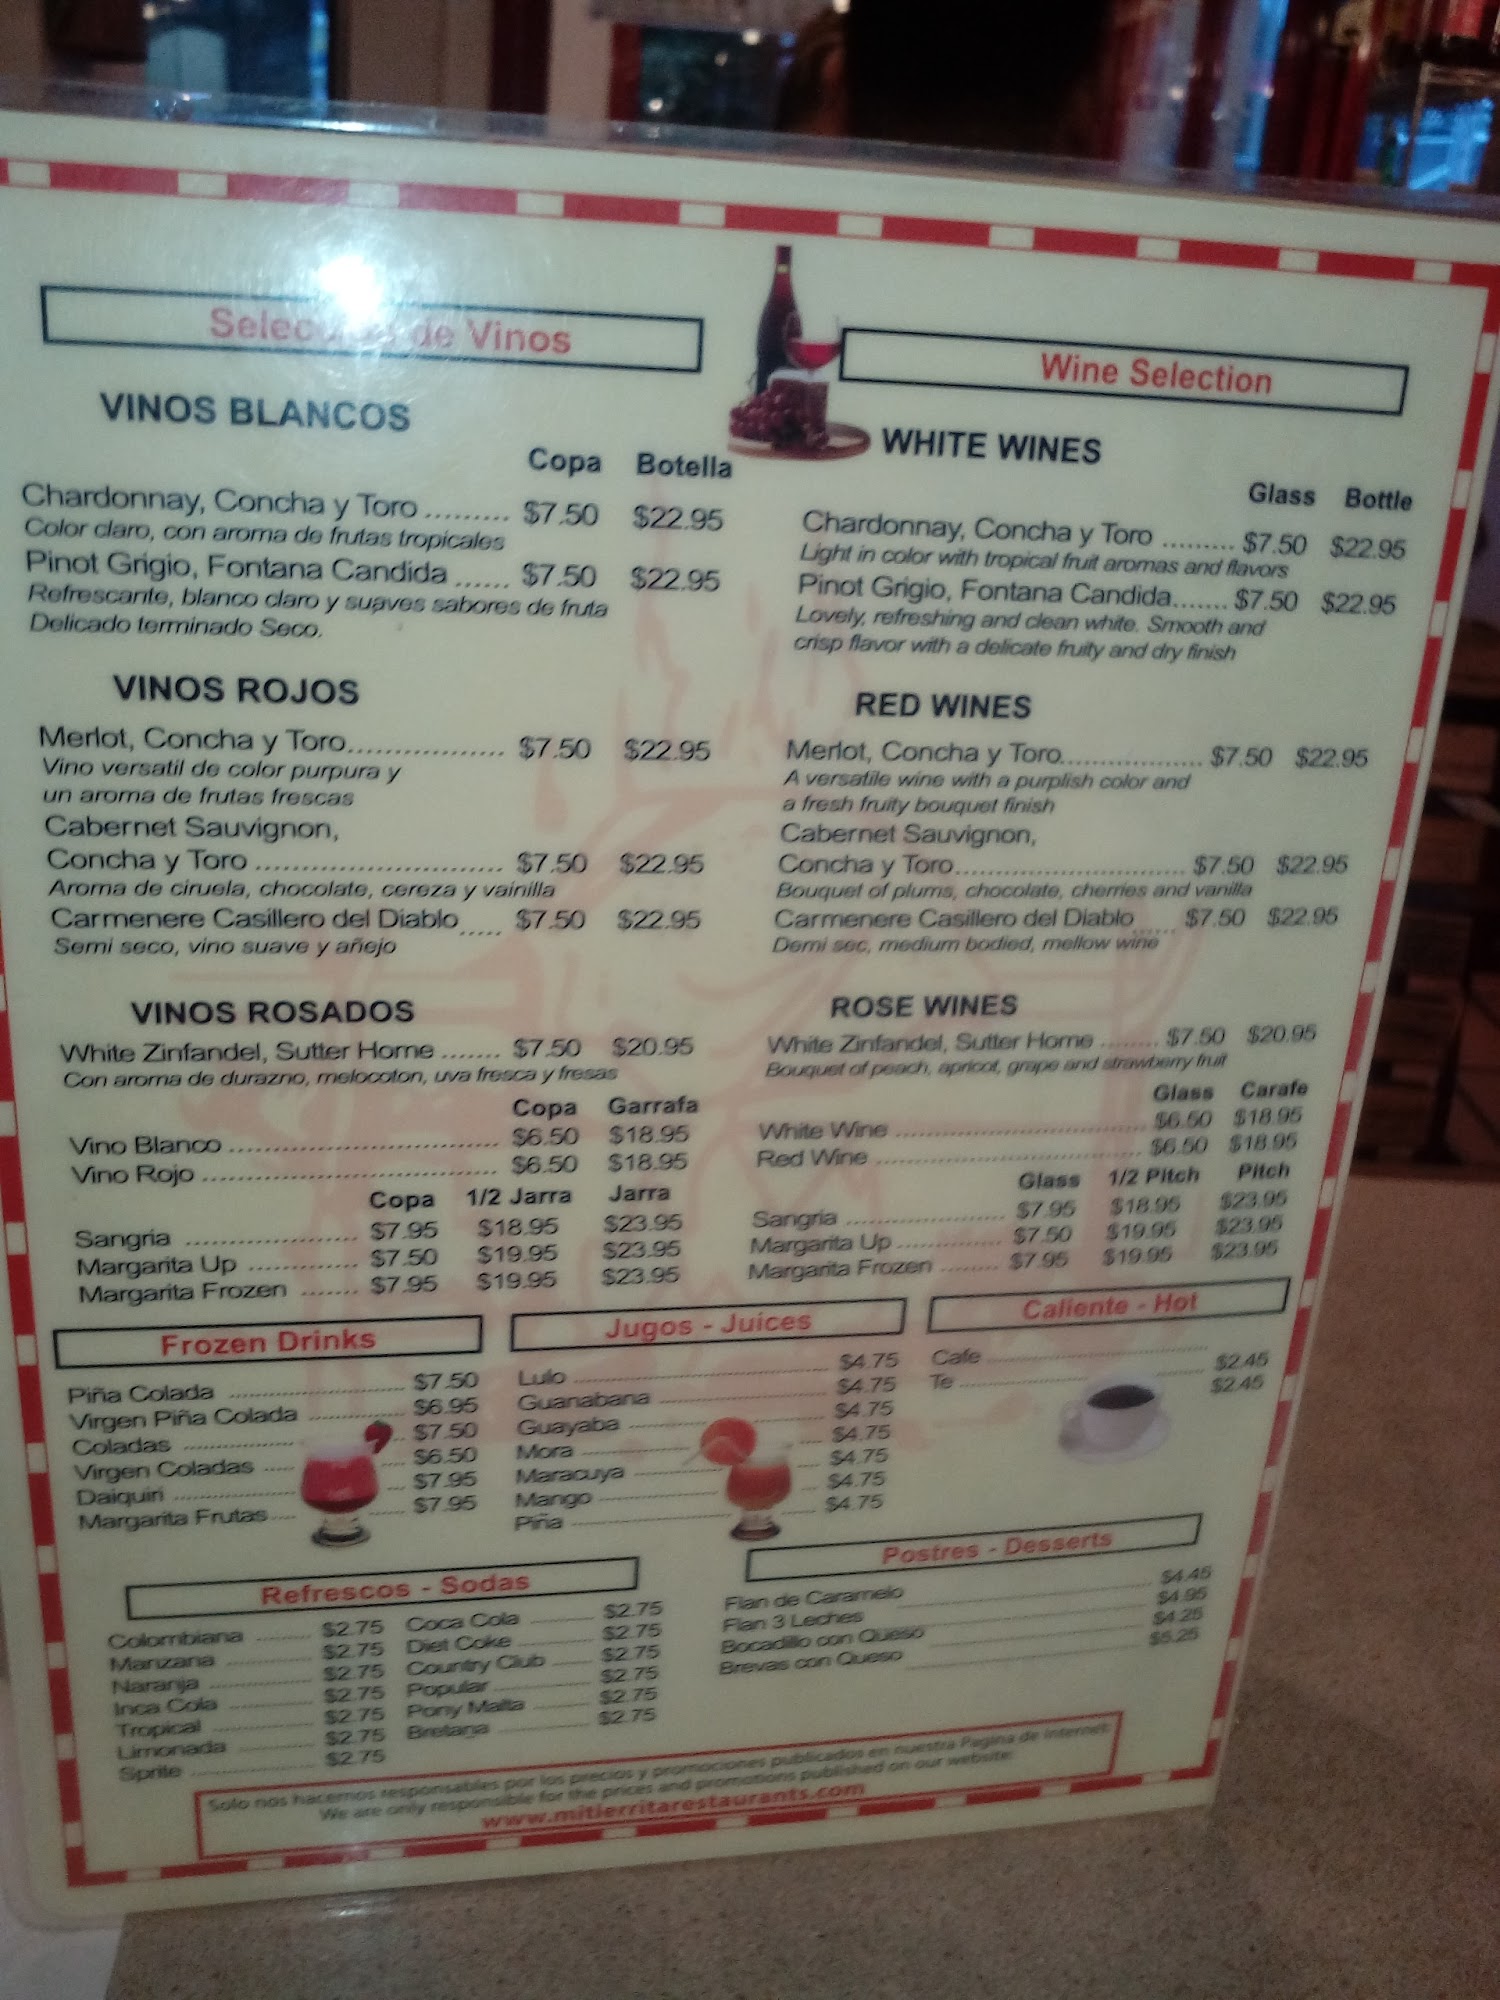 Selección de Vinos
VINOS BLANCOS
Copa Botella
Chardonnay, Concha y Toro ......... $7.50 $22.95
Color claro, con aroma de frutas tropicales
Pinot Grigio, Fontana Candida ...... $7.50 $22.95
Refrescante, blanco claro y suaves sabores de fruta
Delicado terminado Seco.
VINOS ROJOS
Merlot, Concha y Toro.................. $7.50 $22.95
Vino versatil de color purpura y
un aroma de frutas frescas
Cabernet Sauvignon,
Concha y Toro ............................ $7.50 $22.95
Aroma de ciruela, chocolate, cereza y vainilla
Carmenere Casillero del Diablo ..... $7.50 $22.95
Semi seco, vino suave y añejo
VINOS ROSADOS
White Zinfandel, Sutter Home ....... $7.50 $20.95
Con aroma de durazno, melocoton, uva fresca y fresas
Copa Garrafa
Vino Blanco ................................ $6.50 $18.95
Vino Rojo ................................... $6.50 $18.95
Copa 1/2 Jarra Jarra
Sangria ...................... $7.95 $18.95 $23.95
Margarita Up .............. $7.50 $19.95 $23.95
Margarita Frozen ....... $7.95 $19.95 $23.95
Wine Selection
WHITE WINES
Glass Bottle
Chardonnay, Concha y Toro ......... $7.50 $22.95
Light in color with tropical fruit aromas and flavors
Pinot Grigio, Fontana Candida....... $7.50 $22.95
Lovely, refreshing and clean white. Smooth and
crisp flavor with a delicate fruity and dry finish
RED WINES
Merlot, Concha y Toro.................. $7.50 $22.95
A versatile wine with a purplish color and
a fresh fruity bouquet finish
Cabernet Sauvignon,
Concha y Toro............................ $7.50 $22.95
Bouquet of plums, chocolate, cherries and vanilla
Carmenere Casillero del Diablo ..... $7.50 $22.95
Demi sec, medium bodied, mellow wine
ROSE WINES
White Zinfandel, Sutter Home ........ $7.50 $20.95
Bouquet of peach, apricot, grape and strawberry fruit
Glass Carafe
White Wine ................................ $6.50 $18.95
Red Wine ................................... $6.50 $18.95
Glass 1/2 Pitch Pitch
Sangria ...................... $7.95 $18.95 $23.95
Margarita Up .............. $7.50 $19.95 $23.95
Margarita Frozen ........ $7.95 $19.95 $23.95
Frozen Drinks
Piña Colada ........ $7.50
Virgen Piña Colada ........ $6.95
Coladas ........ $7.50
Virgen Coladas ........ $6.50
Daiquiri ........ $7.95
Margarita Frutas ........ $7.95
Jugos - Juices
Lulo ........ $4.75
Guanabana ........ $4.75
Guayaba ........ $4.75
Mora ........ $4.75
Maracuya ........ $4.75
Mango ........ $4.75
Piña ........ $4.75
Caliente - Hot
Cafe ........ $2.45
Te ........ $2.45
Refrescos - Sodas
Colombiana ........ $2.75
Manzana ........ $2.75
Naranja ........ $2.75
Inca Cola ........ $2.75
Tropical ........ $2.75
Limonada ........ $2.75
Sprite ........ $2.75
Coca Cola ........ $2.75
Diet Coke ........ $2.75
Country Club ........ $2.75
Popular ........ $2.75
Pony Malta ........ $2.75
Bretana ........ $2.75
Postres - Desserts
Flan de Caramelo ........ $4.45
Flan 3 Leches ........ $4.95
Bocadillo con Queso ........ $4.25
Brevas con Queso ........ $5.25
Solo nos hacemos responsables por los precios y promociones publicados en nuestra Pagina de internet:
We are only responsible for the prices and promotions published on our website:
www.mitierritarestaurants.com